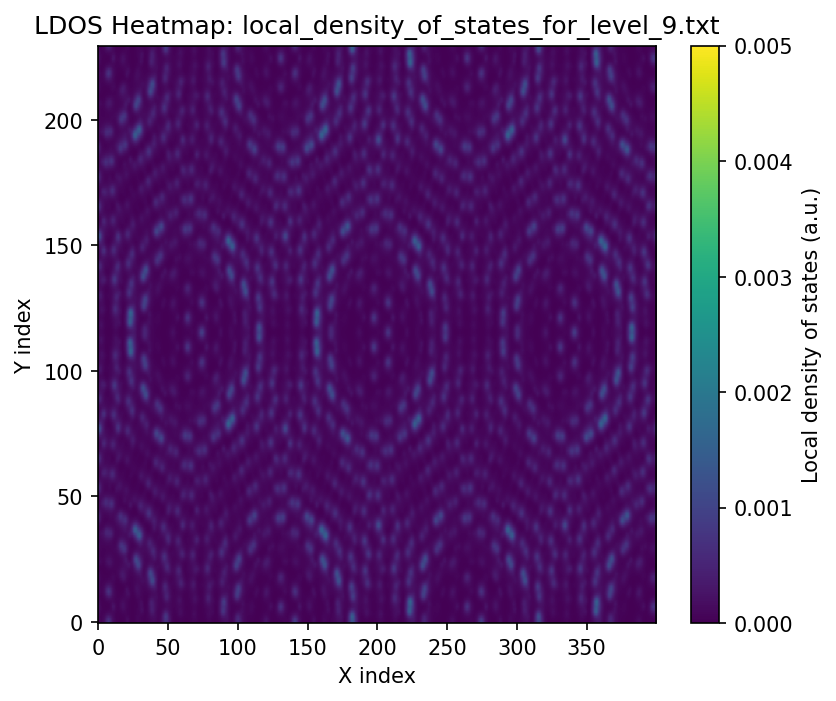 LDOS Heatmap: local_density_of_states_for_level_9.txt
0.005
0.004
0.003
0.002
0.001
0.000
Local density of states (a.u.)
200
150
100
50
0
Y index
0 50 100 150 200 250 300 350
X index